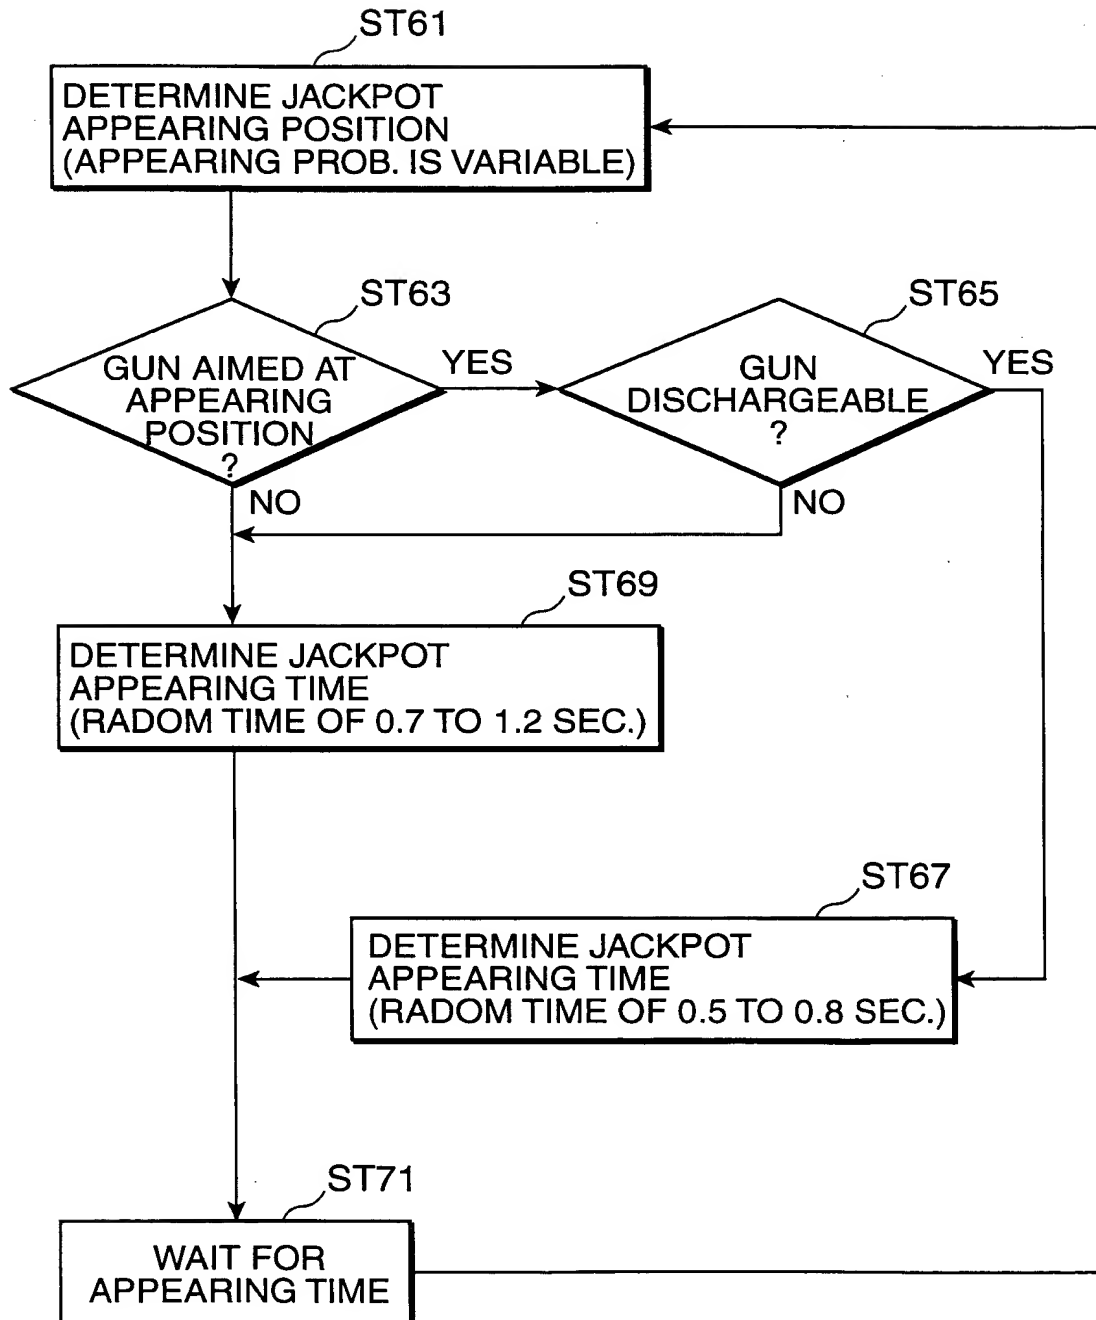 ST61
DETERMINE JACKPOT
APPEARING POSITION
(APPEARING PROB. IS VARIABLE)
ST63
GUN AIMED AT
APPEARING
POSITION
?
YES
NO
ST65
GUN
DISCHARGEABLE
?
YES
NO
ST69
DETERMINE JACKPOT
APPEARING TIME
(RADOM TIME OF 0.7 TO 1.2 SEC.)
ST67
DETERMINE JACKPOT
APPEARING TIME
(RADOM TIME OF 0.5 TO 0.8 SEC.)
ST71
WAIT FOR
APPEARING TIME